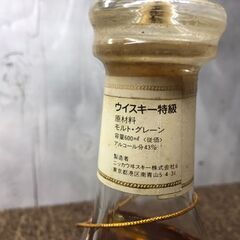 ウイスキー特級
原材料
モルト・グレーン
容量600ml <従価>
アルコール分43%
製造者
ニッカウヰスキー株式会社
東京都港区南青山5 4 31